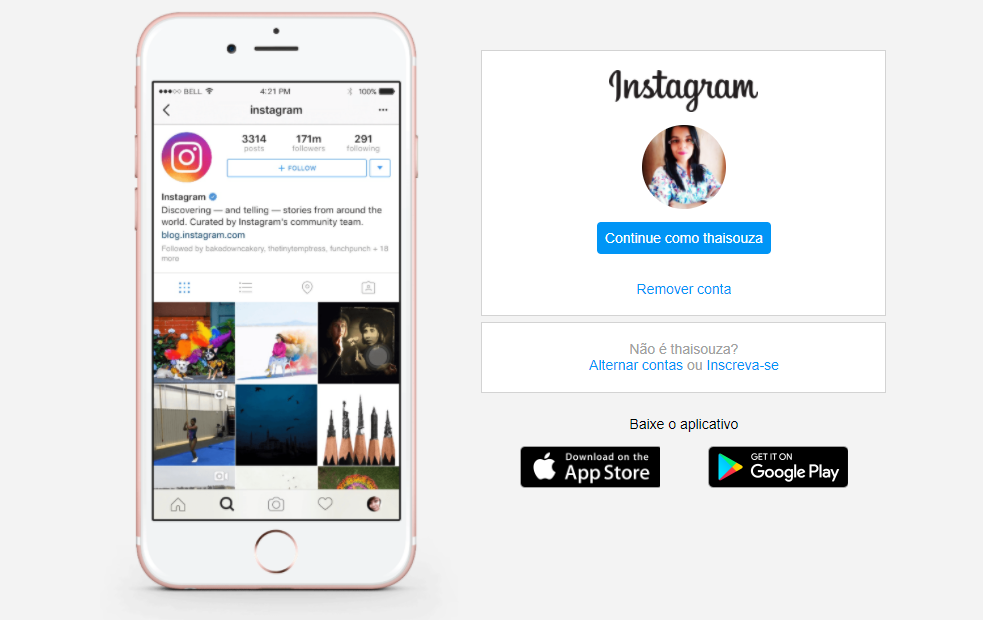 BELL 4:21 PM 100%
instagram
3314 171m 291
posts followers following
+ FOLLOW
Instagram
Discovering — and telling — stories from around the
world. Curated by Instagram's community team.
blog.instagram.com
Followed by bakedowncakery, thetinytemptress, funchpunch + 18
more
Instagram
Continue como thaisouza
Remover conta
Não é thaisouza?
Alternar contas ou Inscreva-se
Baixe o aplicativo
Download on the
App Store
GET IT ON
Google Play